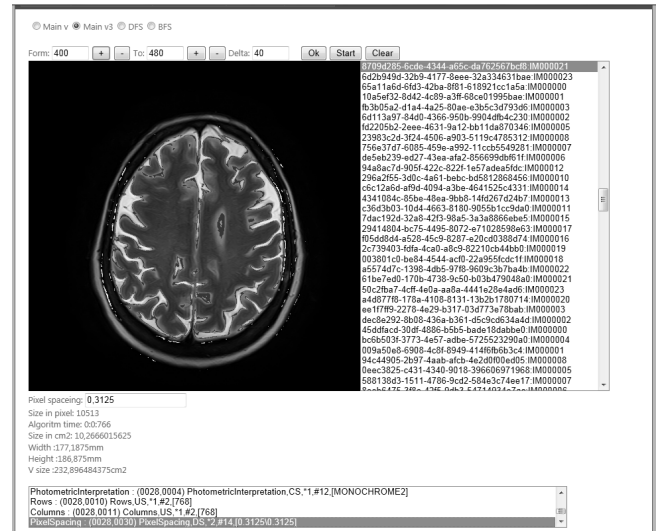 Main v Main v3 DFS BFS
Form: 400 + - To: 480 + - Delta: 40 Ok Start Clear
8709d285-6cde-4344-a65c-da762567bcf8:IM000021
6d2b949d-32b9-4177-8eee-32a334631bae:IM000023
65a11a6d-6fd3-42ba-8f81-618921cc1a5a:IM000000
10a5ef32-8d42-4c89-a3ff-68ce01995bae:IM000001
fb3b05a2-d1a4-4a25-80ae-e3b5c3d793d6:IM000003
6d113a97-84d0-4366-950b-9904dfb4c230:IM000002
fd2205b2-2eee-4631-9a12-bb11da870346:IM000005
23983c2d-3f24-4506-a903-5119c4785312:IM000008
756e37d7-6085-459e-a992-11ccb5549281:IM000007
de5eb239-ed27-43ea-afa2-856699dbf61f:IM000006
94a8ac7d-905f-422c-822f-1e57adea5fdc:IM000012
296a2f55-3d0c-4a61-bebc-bd5812868456:IM000010
c6c12a6d-af9d-4094-a3be-4641525c4331:IM000014
4341084c-85be-48ea-9bb8-14fd267d24b7:IM000013
c36d3b03-10d4-4663-8180-9055b1cc9da0:IM000011
7dac192d-32a8-42f3-98a5-3a3a8866ebe5:IM000015
29414804-bc75-4495-8072-e71028598e63:IM000017
f05dd8d4-a528-45c9-8287-e20cd0388d74:IM000016
2c739403-fdfa-4ca0-a8c9-82210cb44bb0:IM000019
003801c0-be84-4544-acf0-22a955fcdc1f:IM000018
a5574d7c-1398-4db5-97f8-9609c3b7ba4b:IM000022
61be7ed0-170b-4738-9c50-b03b479048a0:IM000021
50c2fba7-4cff-4e0a-aa8a-4441e28e4ad6:IM000023
a4d877f8-178a-4108-8131-13b2b1780714:IM000020
ee1f7ff9-2278-4e29-b317-03d773e78bab:IM000003
dec8e292-8b08-436a-b361-d5c9cd634a4d:IM000002
45ddfacd-30df-4886-b5b5-bade18dabbe0:IM000000
bc6b503f-3773-4e57-adbe-5725523290a0:IM000004
009a50e8-6908-4c8f-8949-414f6fb6b3c4:IM000001
94c44905-2b97-4aab-afcb-4e2d0f00ed05:IM000008
0eec3825-c431-4340-9018-396606971968:IM000005
588138d3-1511-4786-9cd2-584e3c74ee17:IM000007
Pixel spaceing: 0,3125
Size in pixel: 10513
Algoritm time: 0:0:766
Size in cm2: 10,2666015625
Width :177,1875mm
Height :186,875mm
V size :232,896484375cm2
PhotometricInterpretation : (0028,0004) PhotometricInterpretation,CS,*1,#12,[MONOCHROME2]
Rows : (0028,0010) Rows,US,*1,#2,[768]
Columns : (0028,0011) Columns,US,*1,#2,[768]
PixelSpacing : (0028,0030) PixelSpacing,DS,*2,#14,[0.3125\0.3125]